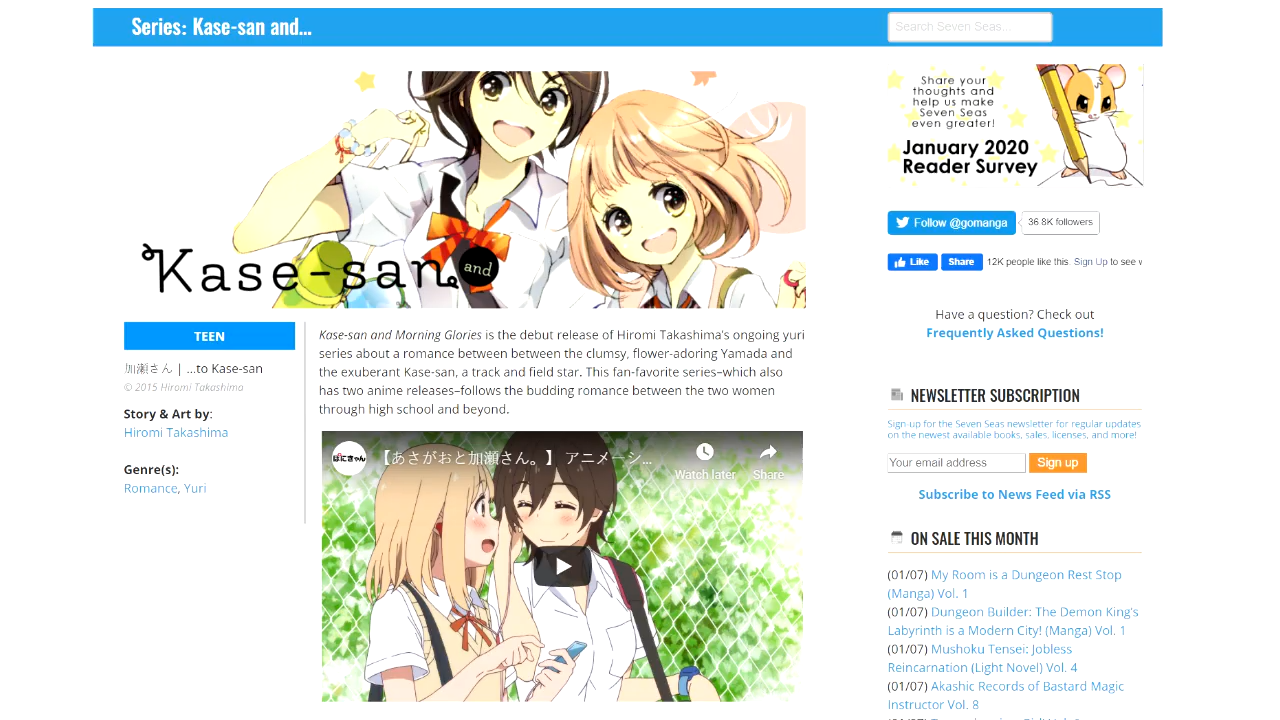 Series: Kase-san and…
Search Seven Seas...
Kase-san and
TEEN
加瀬さん | …to Kase-san
© 2015 Hiromi Takashima
Story & Art by:
Hiromi Takashima
Genre(s):
Romance, Yuri
Kase-san and Morning Glories is the debut release of Hiromi Takashima's ongoing yuri
series about a romance between between the clumsy, flower-adoring Yamada and
the exuberant Kase-san, a track and field star. This fan-favorite series–which also
has two anime releases–follows the budding romance between the two women
through high school and beyond.
ぽにきゃん
【あさがおと加瀬さん。】 アニメーシ...
Watch later
Share
Share your
thoughts and
help us make
Seven Seas
even greater!
January 2020
Reader Survey
Follow @gomanga
36.8K followers
Like
Share
12K people like this. Sign Up to see w
Have a question? Check out
Frequently Asked Questions!
NEWSLETTER SUBSCRIPTION
Sign-up for the Seven Seas newsletter for regular updates
on the newest available books, sales, licenses, and more!
Your email address
Sign up
Subscribe to News Feed via RSS
ON SALE THIS MONTH
(01/07) My Room is a Dungeon Rest Stop
(Manga) Vol. 1
(01/07) Dungeon Builder: The Demon King's
Labyrinth is a Modern City! (Manga) Vol. 1
(01/07) Mushoku Tensei: Jobless
Reincarnation (Light Novel) Vol. 4
(01/07) Akashic Records of Bastard Magic
Instructor Vol. 8